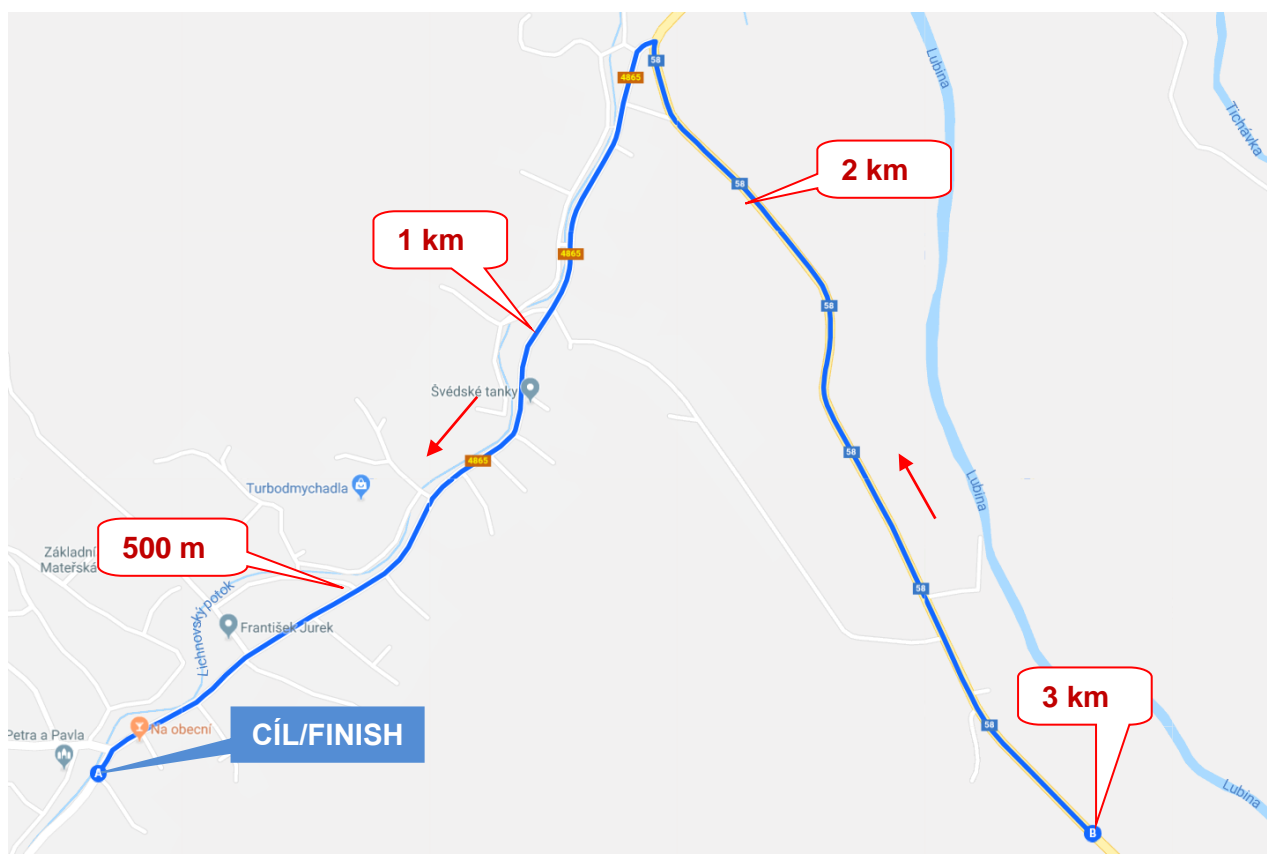 58
4865
Lubina
Tichávka
2 km
58
1 km
4865
58
Švédské tanky
58
4865
Lubina
Turbodmychadla
500 m
Základní
Mateřská
58
Lichnovský potok
František Jurek
3 km
58
Na obecní
CÍL/FINISH
Petra a Pavla
A
Lubina
B